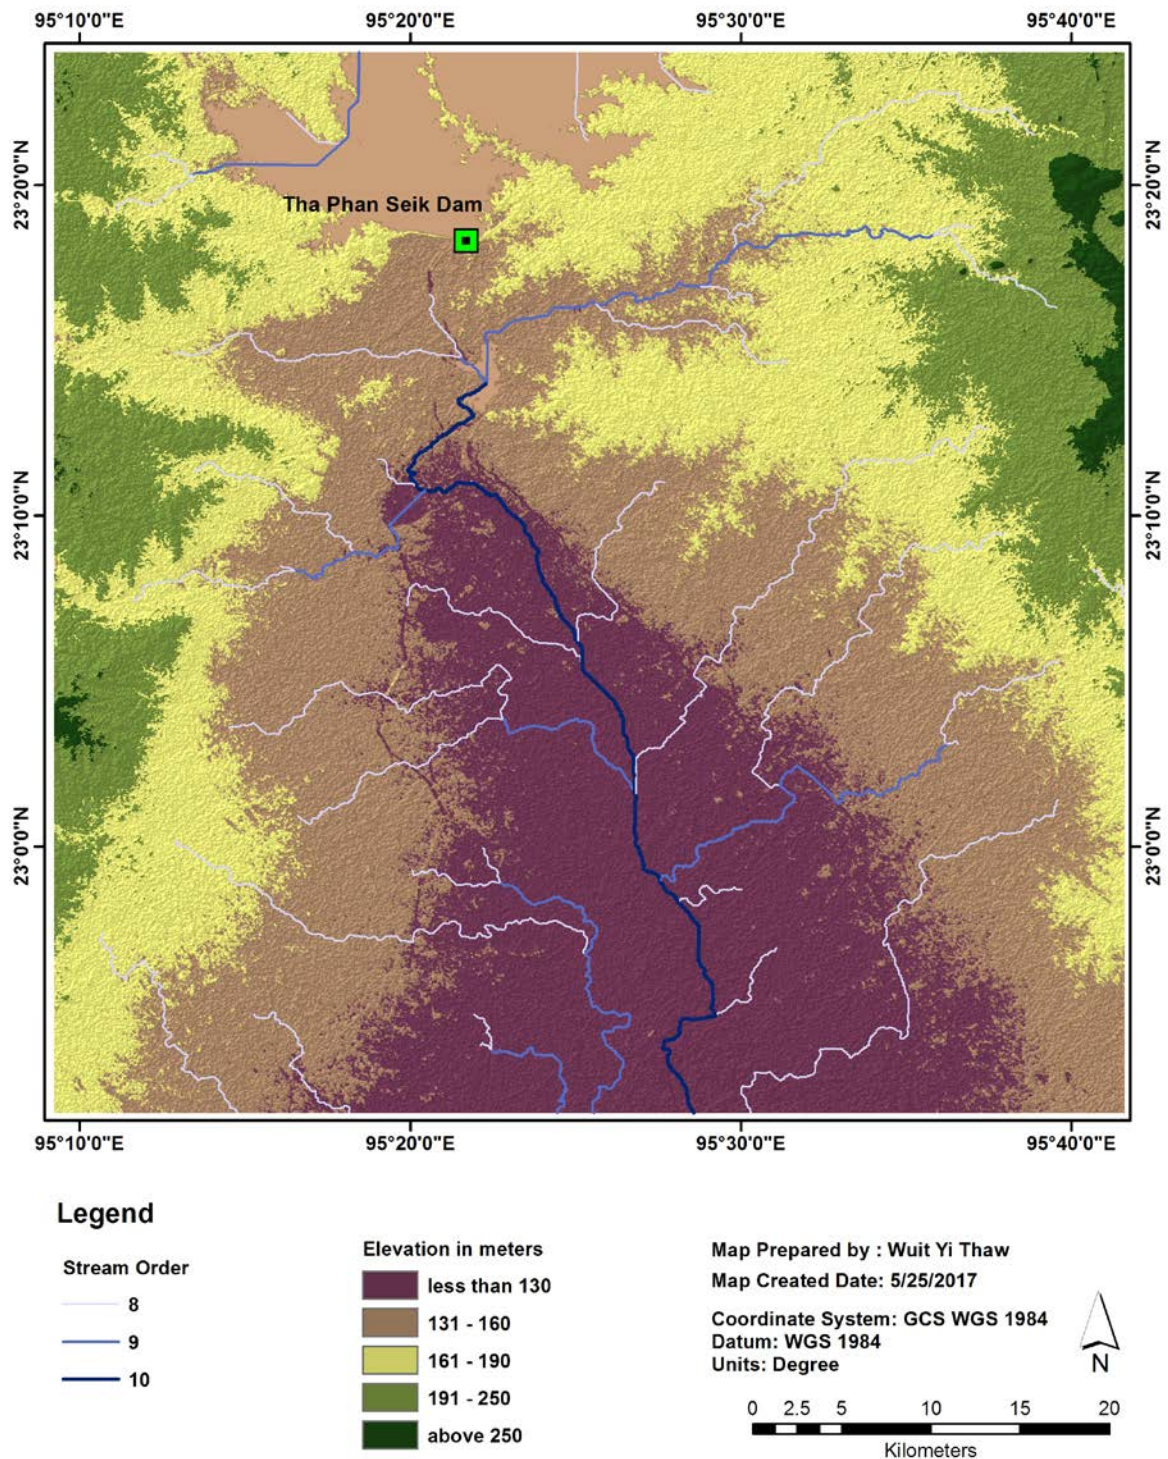 95°10'0"E 95°20'0"E 95°30'0"E 95°40'0"E
23°20'0"N 23°20'0"N
Tha Phan Seik Dam
23°10'0"N 23°10'0"N
23°0'0"N 23°0'0"N
95°10'0"E 95°20'0"E 95°30'0"E 95°40'0"E
Legend
Stream Order
8
9
10
Elevation in meters
less than 130
131 - 160
161 - 190
191 - 250
above 250
Map Prepared by : Wuit Yi Thaw
Map Created Date: 5/25/2017
Coordinate System: GCS WGS 1984
Datum: WGS 1984
Units: Degree
N
0 2.5 5 10 15 20
Kilometers